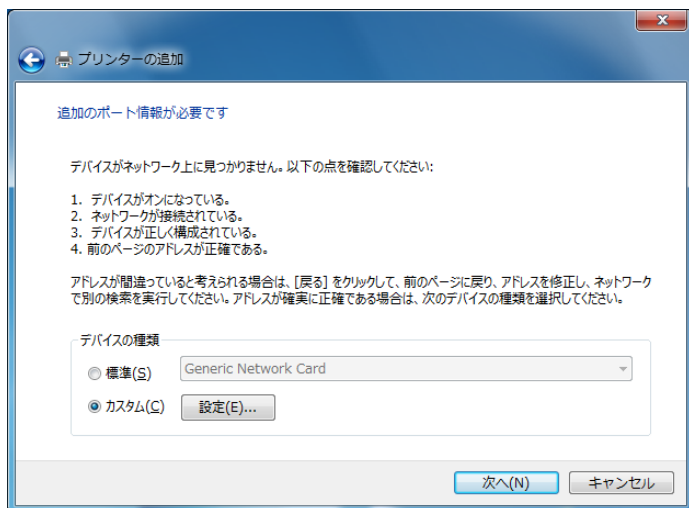 プリンターの追加
追加のポート情報が必要です
デバイスがネットワーク上に見つかりません。以下の点を確認してください:
1. デバイスがオンになっている。
2. ネットワークが接続されている。
3. デバイスが正しく構成されている。
4. 前のページのアドレスが正確である。
アドレスが間違っていると考えられる場合は、[戻る] をクリックして、前のページに戻り、アドレスを修正し、ネットワーク
で別の検索を実行してください。アドレスが確実に正確である場合は、次のデバイスの種類を選択してください。
デバイスの種類
標準(S) Generic Network Card
カスタム(C) 設定(E)...
次へ(N) キャンセル